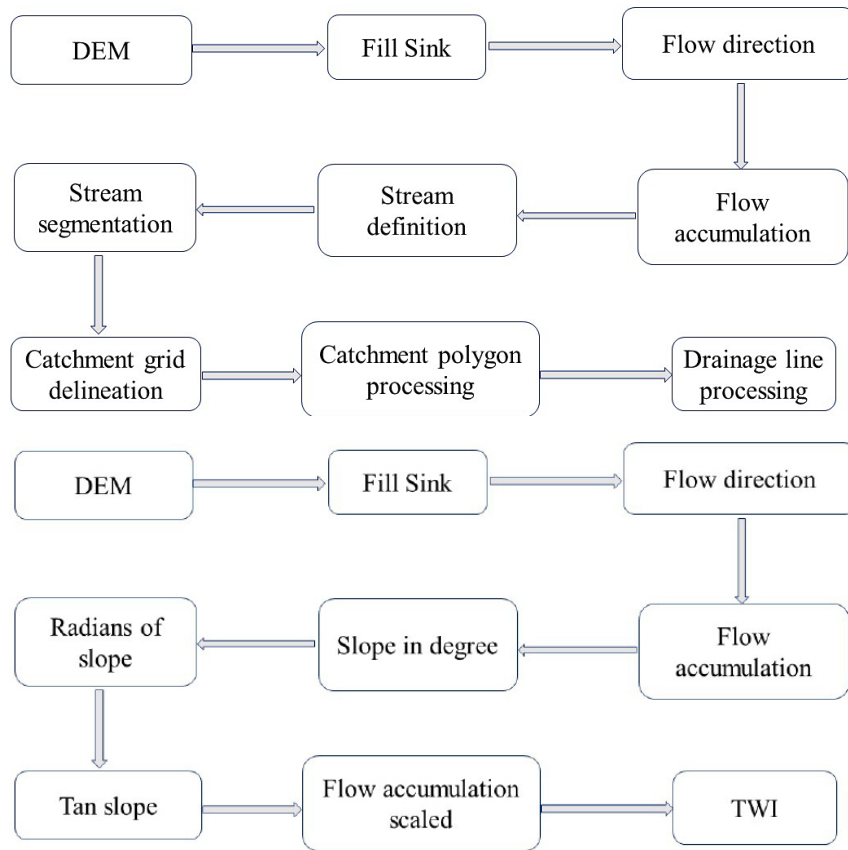 DEM
Fill Sink
Flow direction
Flow
accumulation
Stream
definition
Stream
segmentation
Catchment grid
delineation
Catchment polygon
processing
Drainage line
processing
DEM
Fill Sink
Flow direction
Flow
accumulation
Slope in degree
Radians of
slope
Tan slope
Flow accumulation
scaled
TWI